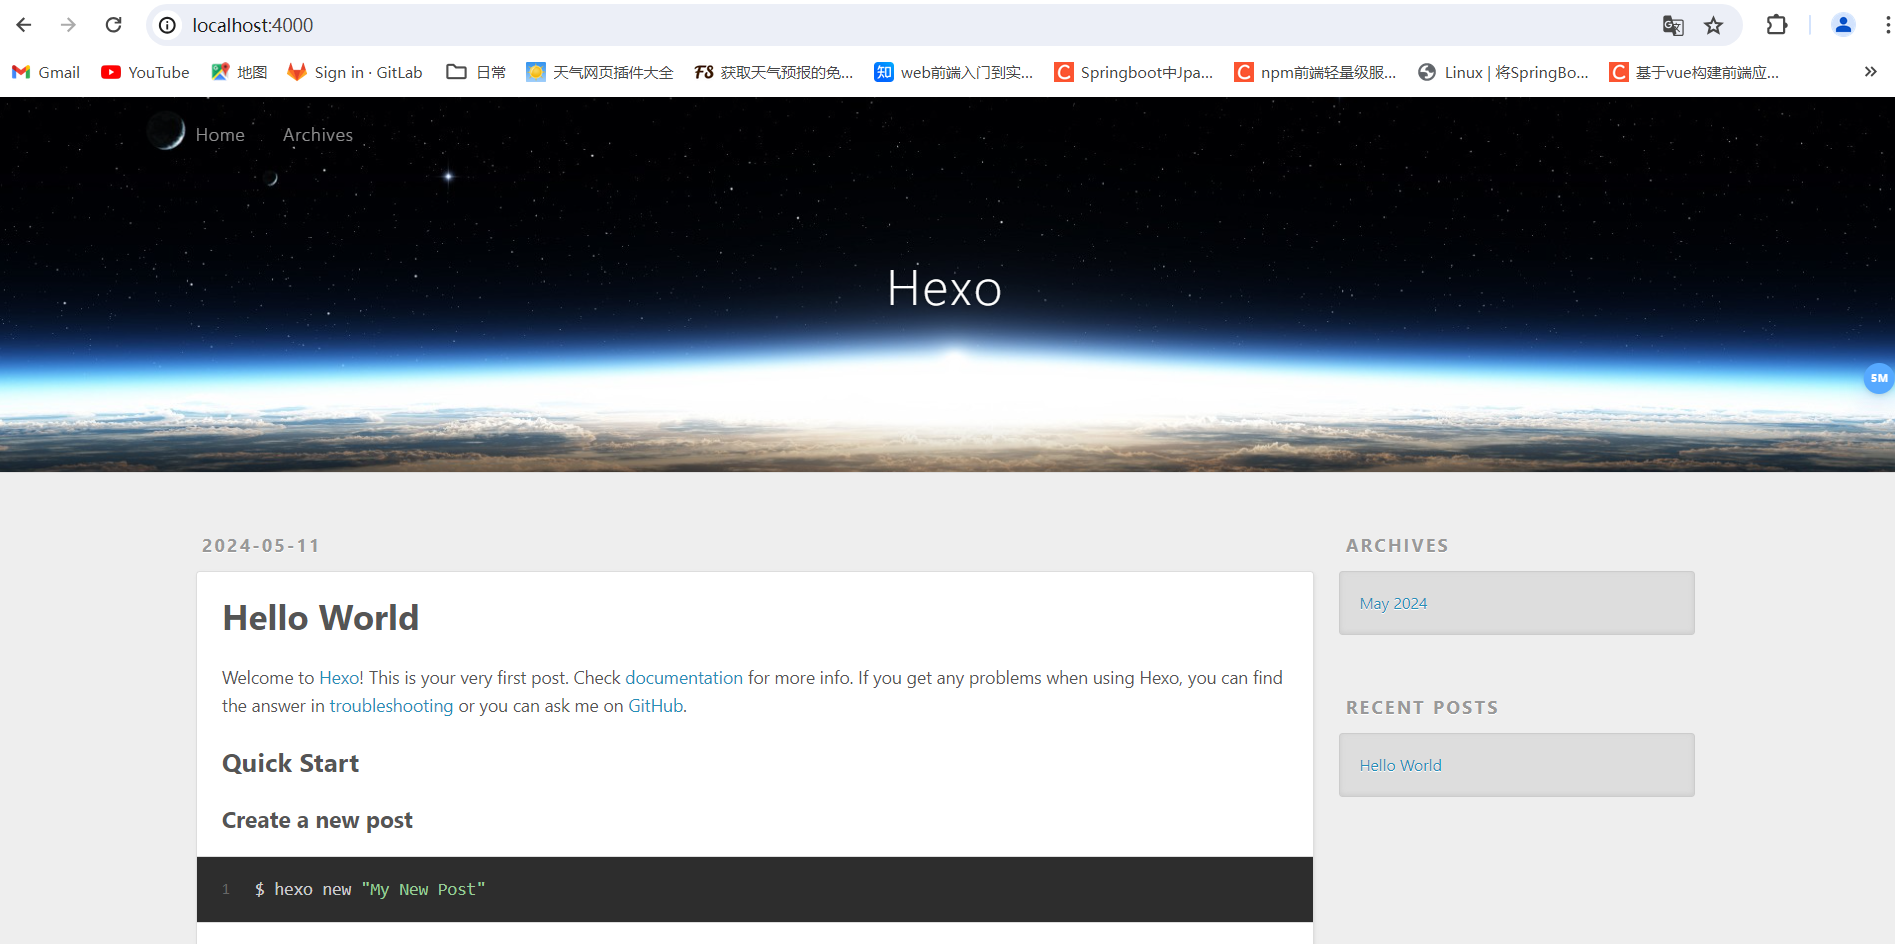 localhost:4000
Gmail
YouTube
地图
Sign in · GitLab
日常
天气网页插件大全
FS 获取天气预报的免...
知 web前端入门到实...
C Springboot中Jpa...
C npm前端轻量级服...
Linux | 将SpringBo...
C 基于vue构建前端应...
Home
Archives
Hexo
5M
2024-05-11
Hello World
Welcome to Hexo! This is your very first post. Check documentation for more info. If you get any problems when using Hexo, you can find
the answer in troubleshooting or you can ask me on GitHub.
Quick Start
Create a new post
1 $ hexo new "My New Post"
ARCHIVES
May 2024
RECENT POSTS
Hello World